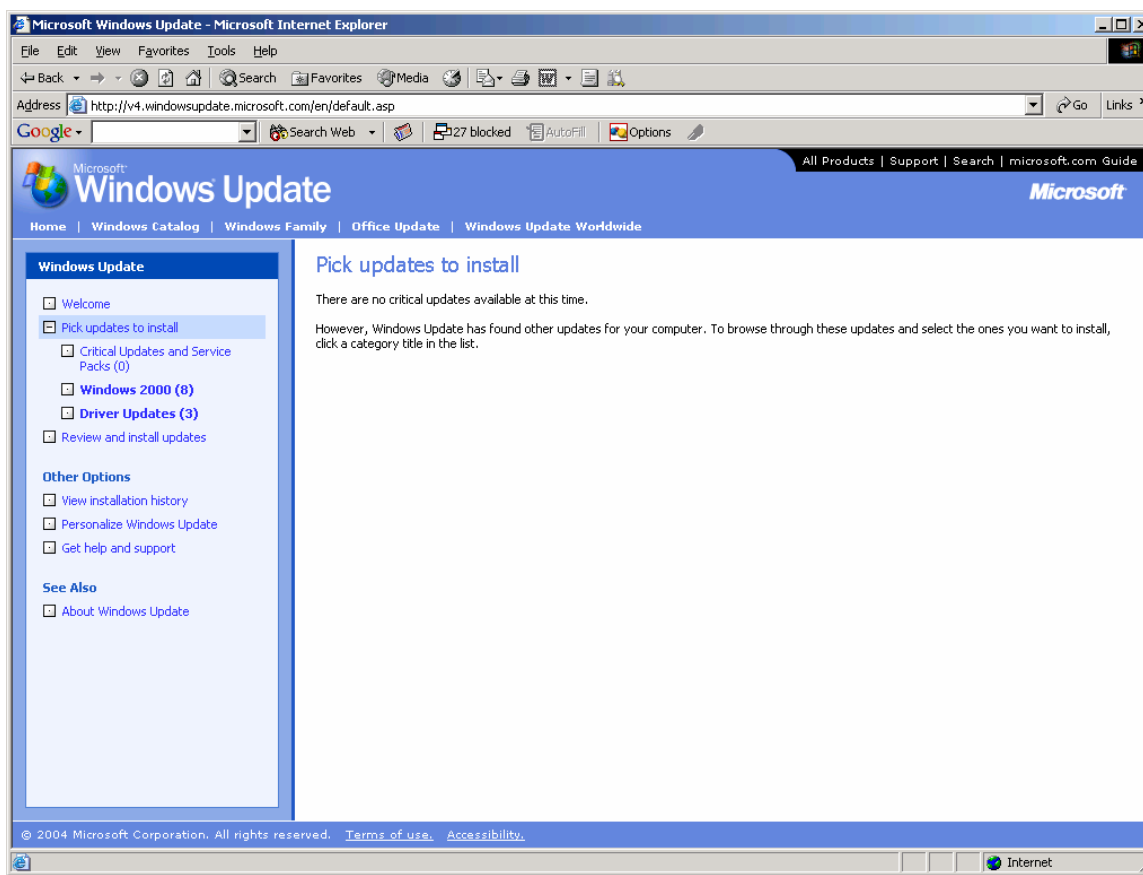 Microsoft Windows Update - Microsoft Internet Explorer
File Edit View Favorites Tools Help
Back Search Favorites Media
Address http://v4.windowsupdate.microsoft.com/en/default.asp Go Links
Google Search Web 27 blocked AutoFill Options
All Products | Support | Search | microsoft.com Guide
Microsoft
Windows Update
Microsoft
Home | Windows Catalog | Windows Family | Office Update | Windows Update Worldwide
Windows Update
Welcome
Pick updates to install
Critical Updates and Service
Packs (0)
Windows 2000 (8)
Driver Updates (3)
Review and install updates
Other Options
View installation history
Personalize Windows Update
Get help and support
See Also
About Windows Update
Pick updates to install
There are no critical updates available at this time.
However, Windows Update has found other updates for your computer. To browse through these updates and select the ones you want to install,
click a category title in the list.
© 2004 Microsoft Corporation. All rights reserved. Terms of use. Accessibility.
Internet